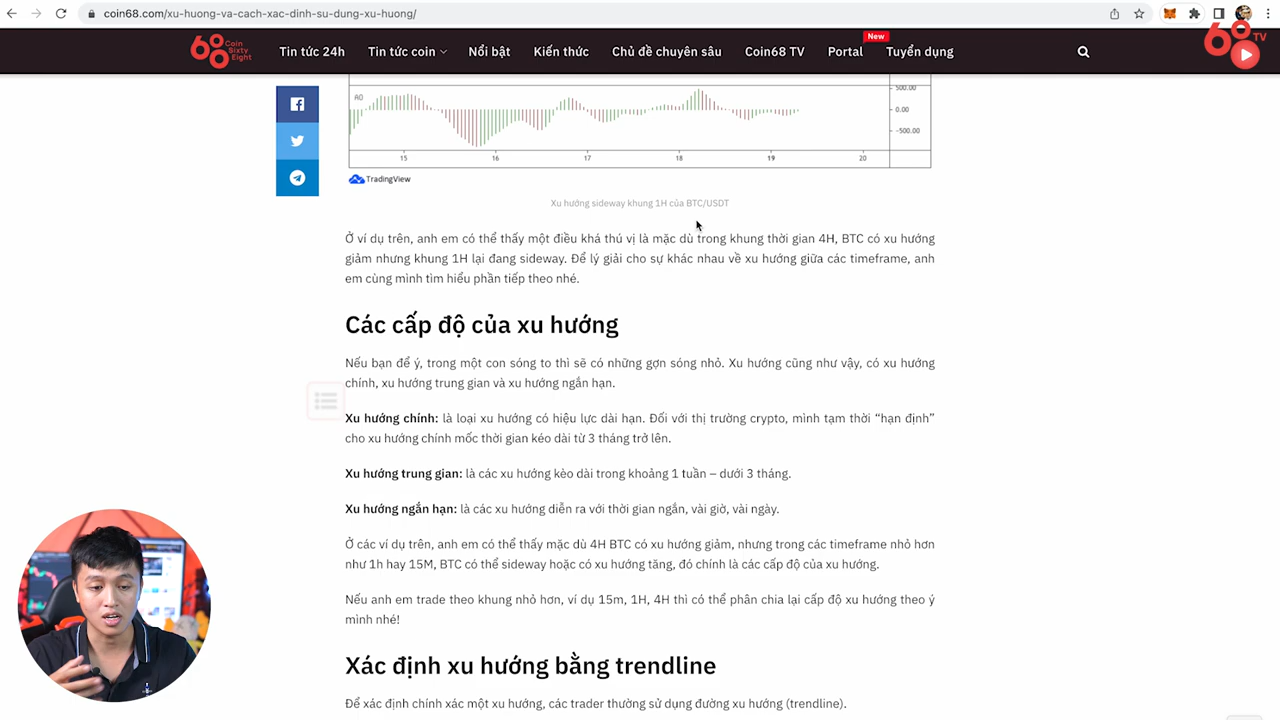 coin68.com/xu-huong-va-cach-xac-dinh-su-dung-xu-huong/
68 Coin Sixty Eight
Tin tức 24h Tin tức coin Nổi bật Kiến thức Chủ đề chuyên sâu Coin68 TV Portal New Tuyển dụng
68 TV
AO
500.00
0.00
-500.00
15 16 17 18 19 20
TradingView
Xu hướng sideway khung 1H của BTC/USDT
Ở ví dụ trên, anh em có thể thấy một điều khá thú vị là mặc dù trong khung thời gian 4H, BTC có xu hướng
giảm nhưng khung 1H lại đang sideway. Để lý giải cho sự khác nhau về xu hướng giữa các timeframe, anh
em cùng mình tìm hiểu phần tiếp theo nhé.
Các cấp độ của xu hướng
Nếu bạn để ý, trong một con sóng to thì sẽ có những gợn sóng nhỏ. Xu hướng cũng như vậy, có xu hướng
chính, xu hướng trung gian và xu hướng ngắn hạn.
Xu hướng chính: là loại xu hướng có hiệu lực dài hạn. Đối với thị trường crypto, mình tạm thời “hạn định”
cho xu hướng chính mốc thời gian kéo dài từ 3 tháng trở lên.
Xu hướng trung gian: là các xu hướng kèo dài trong khoảng 1 tuần – dưới 3 tháng.
Xu hướng ngắn hạn: là các xu hướng diễn ra với thời gian ngắn, vài giờ, vài ngày.
Ở các ví dụ trên, anh em có thể thấy mặc dù 4H BTC có xu hướng giảm, nhưng trong các timeframe nhỏ hơn
như 1h hay 15M, BTC có thể sideway hoặc có xu hướng tăng, đó chính là các cấp độ của xu hướng.
Nếu anh em trade theo khung nhỏ hơn, ví dụ 15m, 1H, 4H thì có thể phân chia lại cấp độ xu hướng theo ý
mình nhé!
Xác định xu hướng bằng trendline
Để xác định chính xác một xu hướng, các trader thường sử dụng đường xu hướng (trendline).